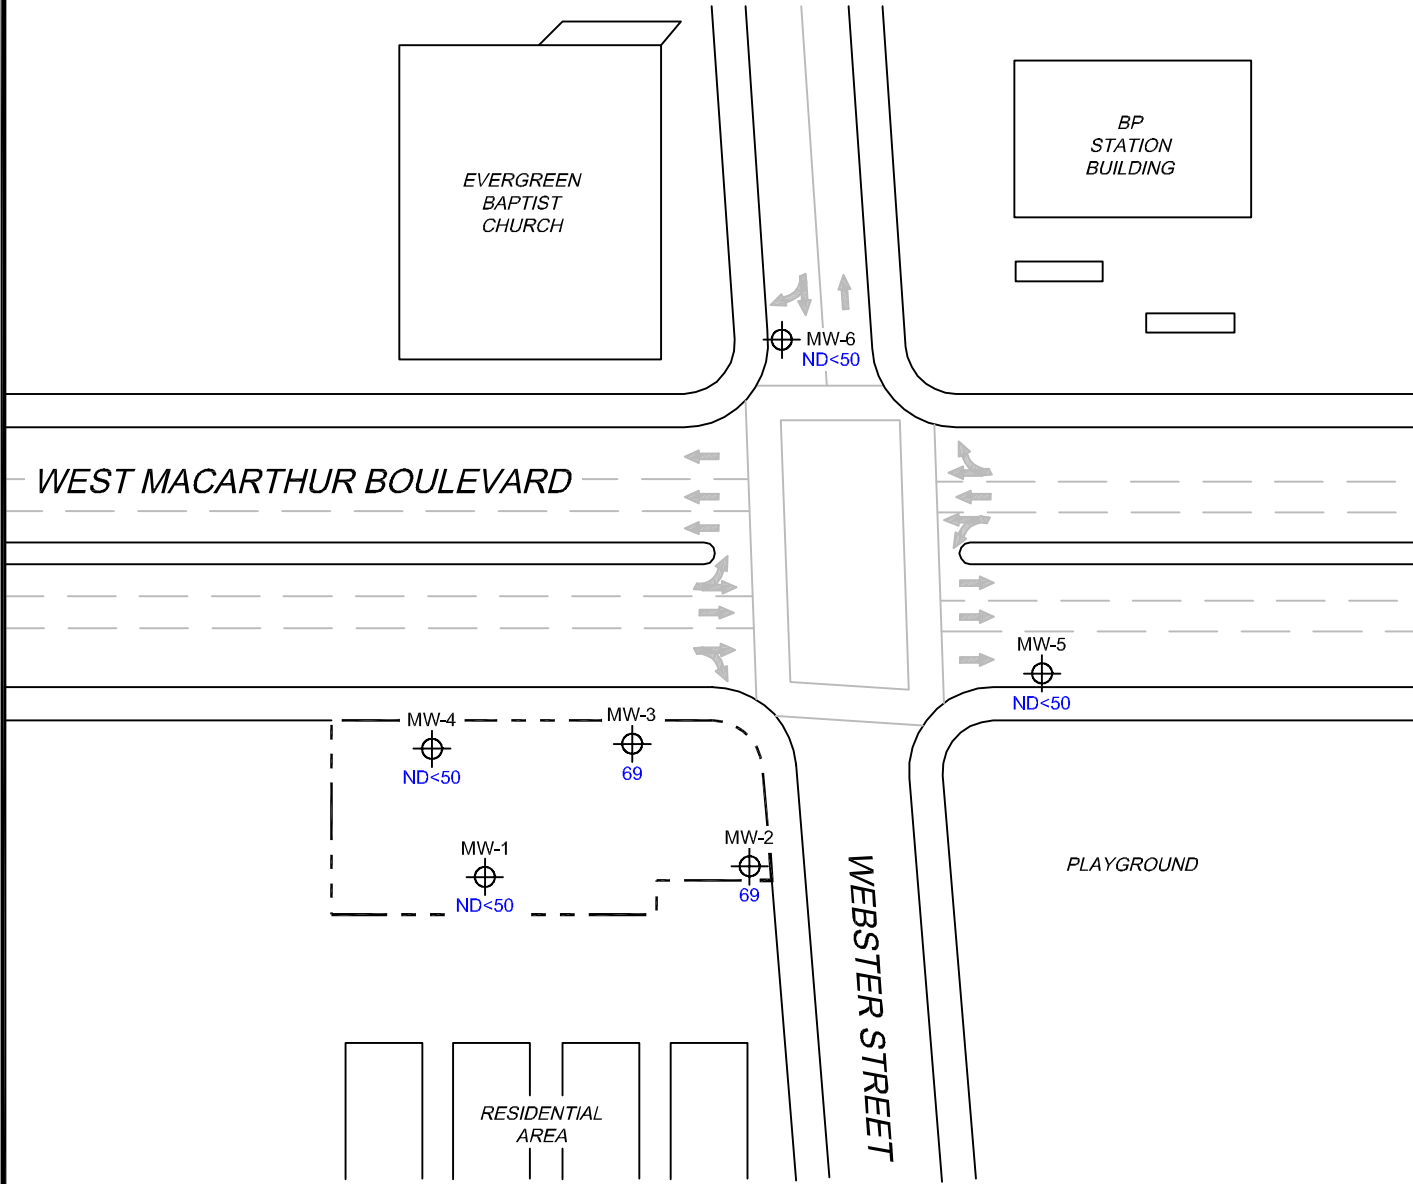 BP
STATION
BUILDING
EVERGREEN
BAPTIST
CHURCH
MW-6
ND<50
WEST MACARTHUR BOULEVARD
MW-5
ND<50
MW-4
ND<50
MW-3
69
MW-2
69
MW-1
ND<50
PLAYGROUND
WEBSTER STREET
RESIDENTIAL
AREA